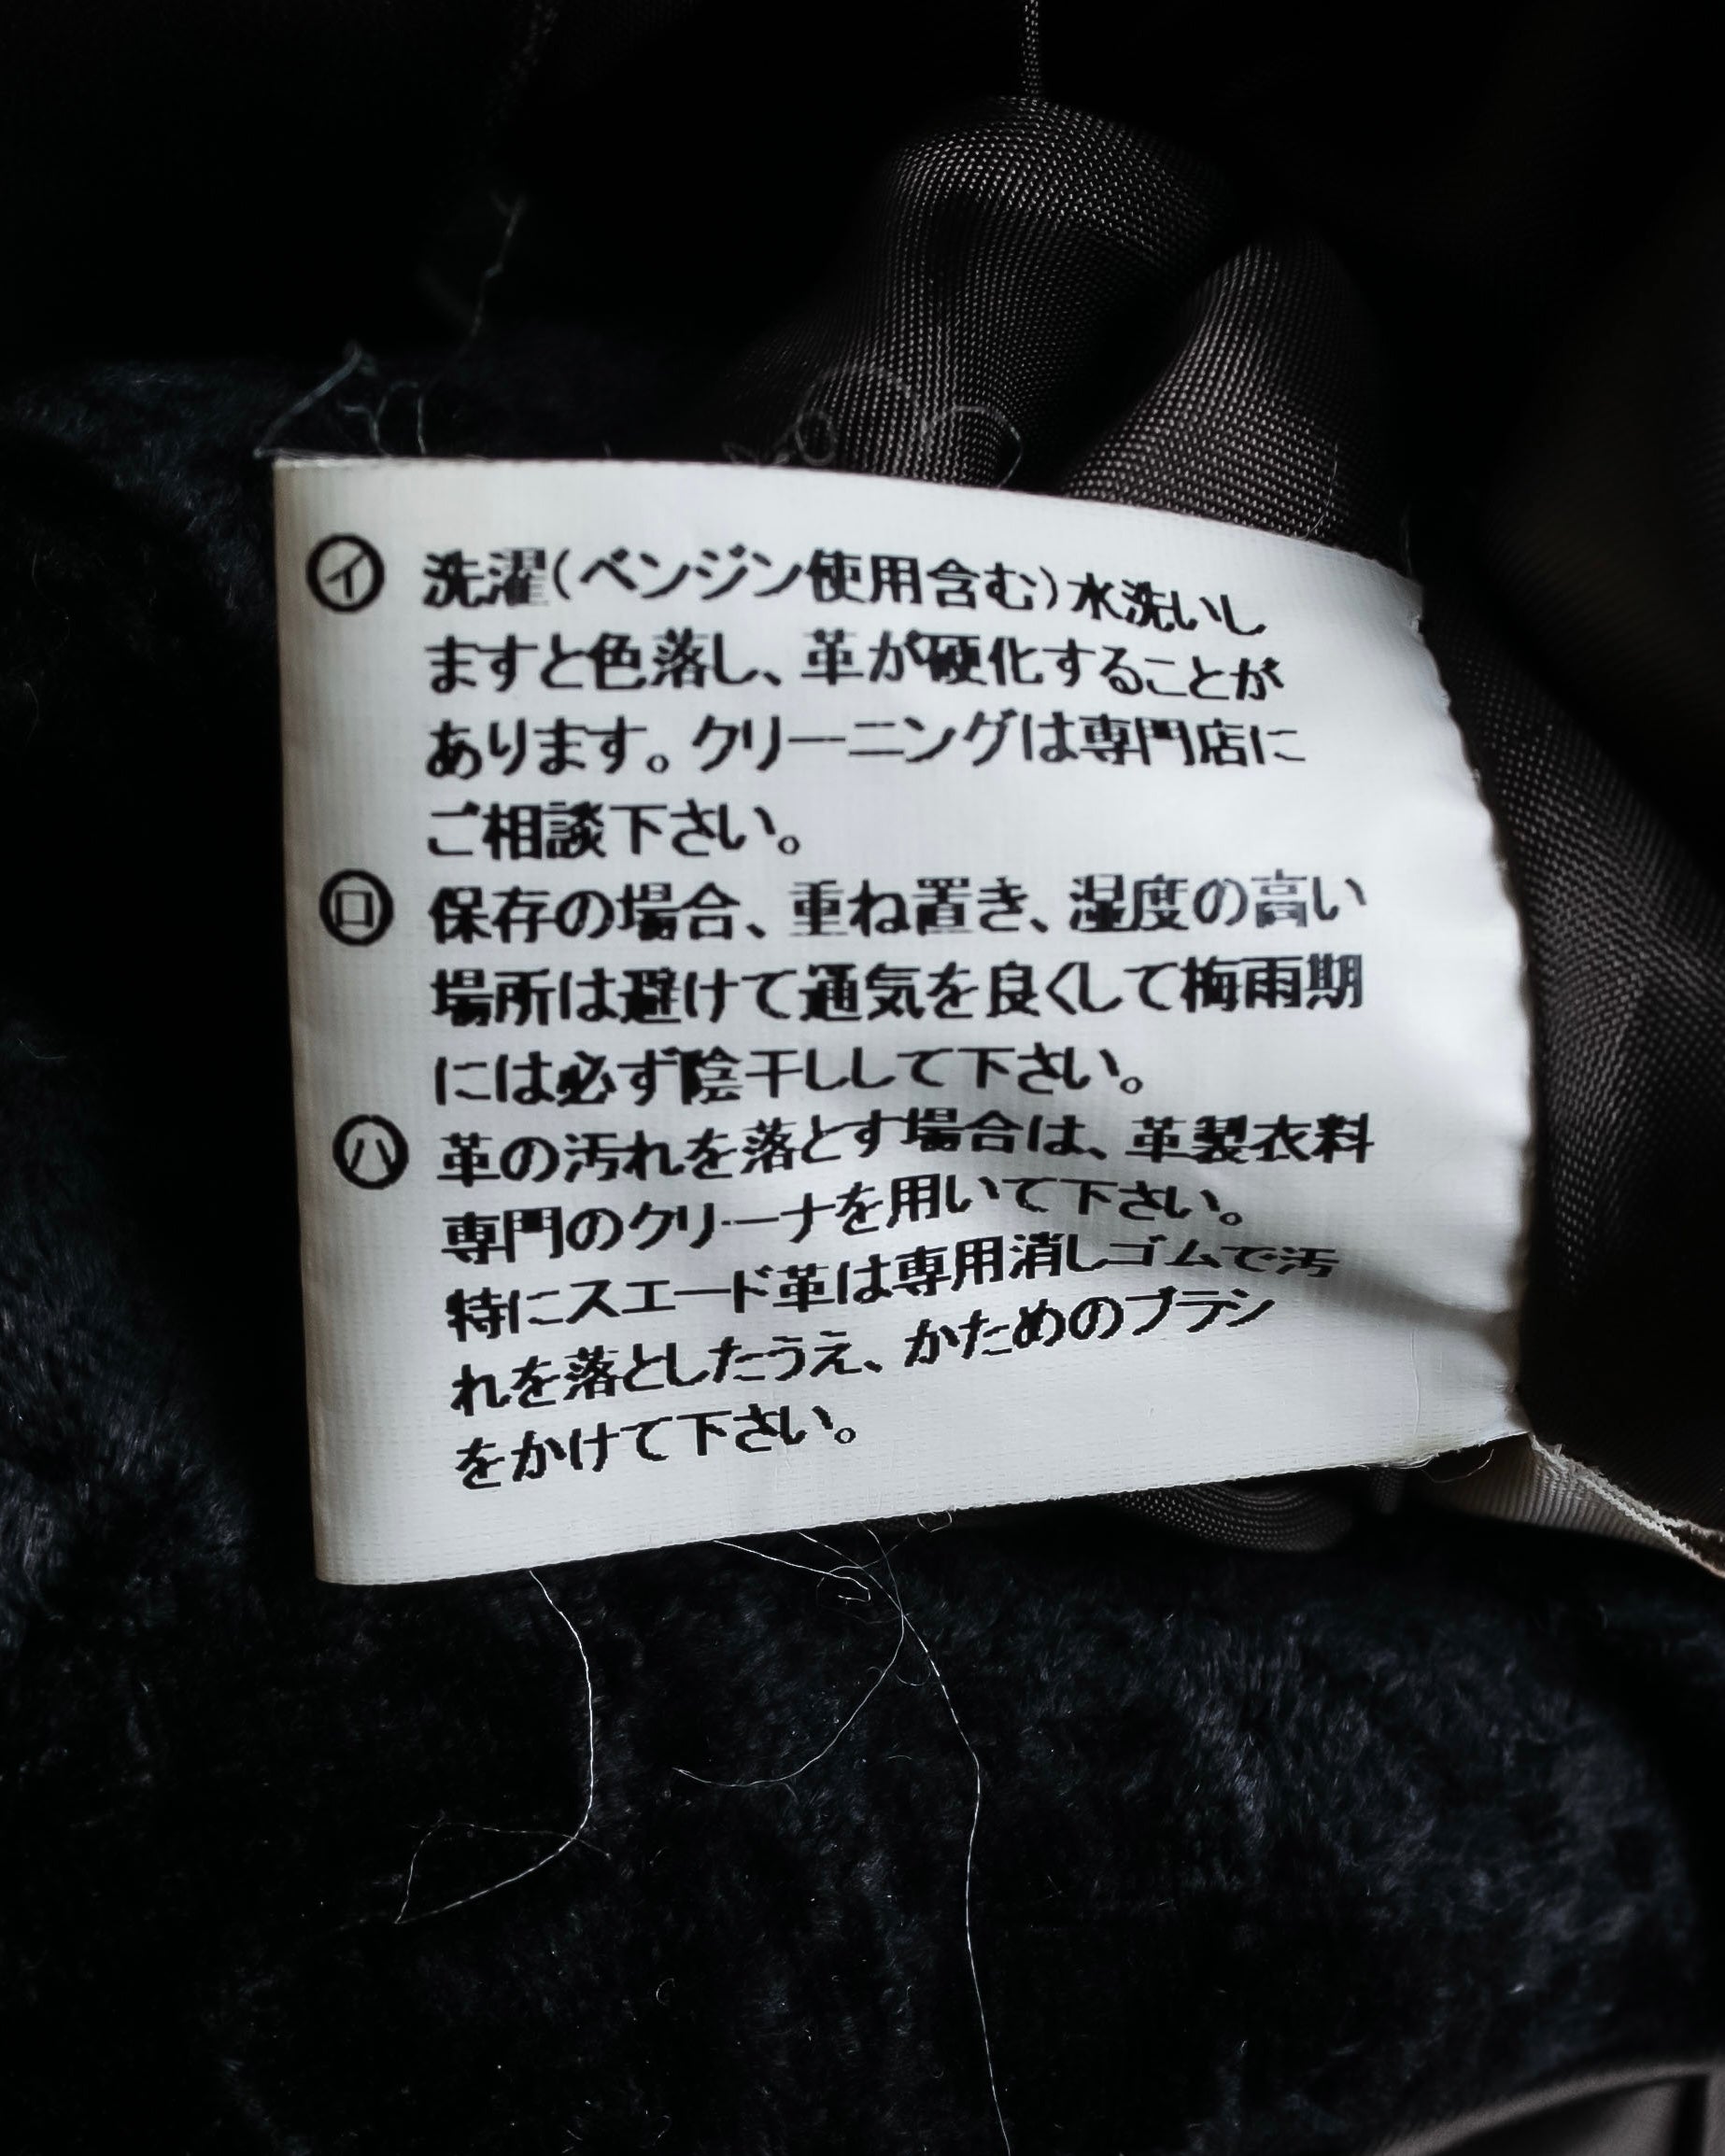 ㋑ 洗濯(ベンジン使用含む)水洗いし
ますと色落し、革が硬化することが
あります。クリーニングは専門店に
ご相談下さい。
㋺ 保存の場合、重ね置き、湿度の高い
場所は避けて通気を良くして梅雨期
には必ず陰干しして下さい。
㋩ 革の汚れを落とす場合は、革製衣料
専門のクリーナを用いて下さい。
特にスエード革は専用消しゴムで汚
れを落としたうえ、かためのブラシ
をかけて下さい。